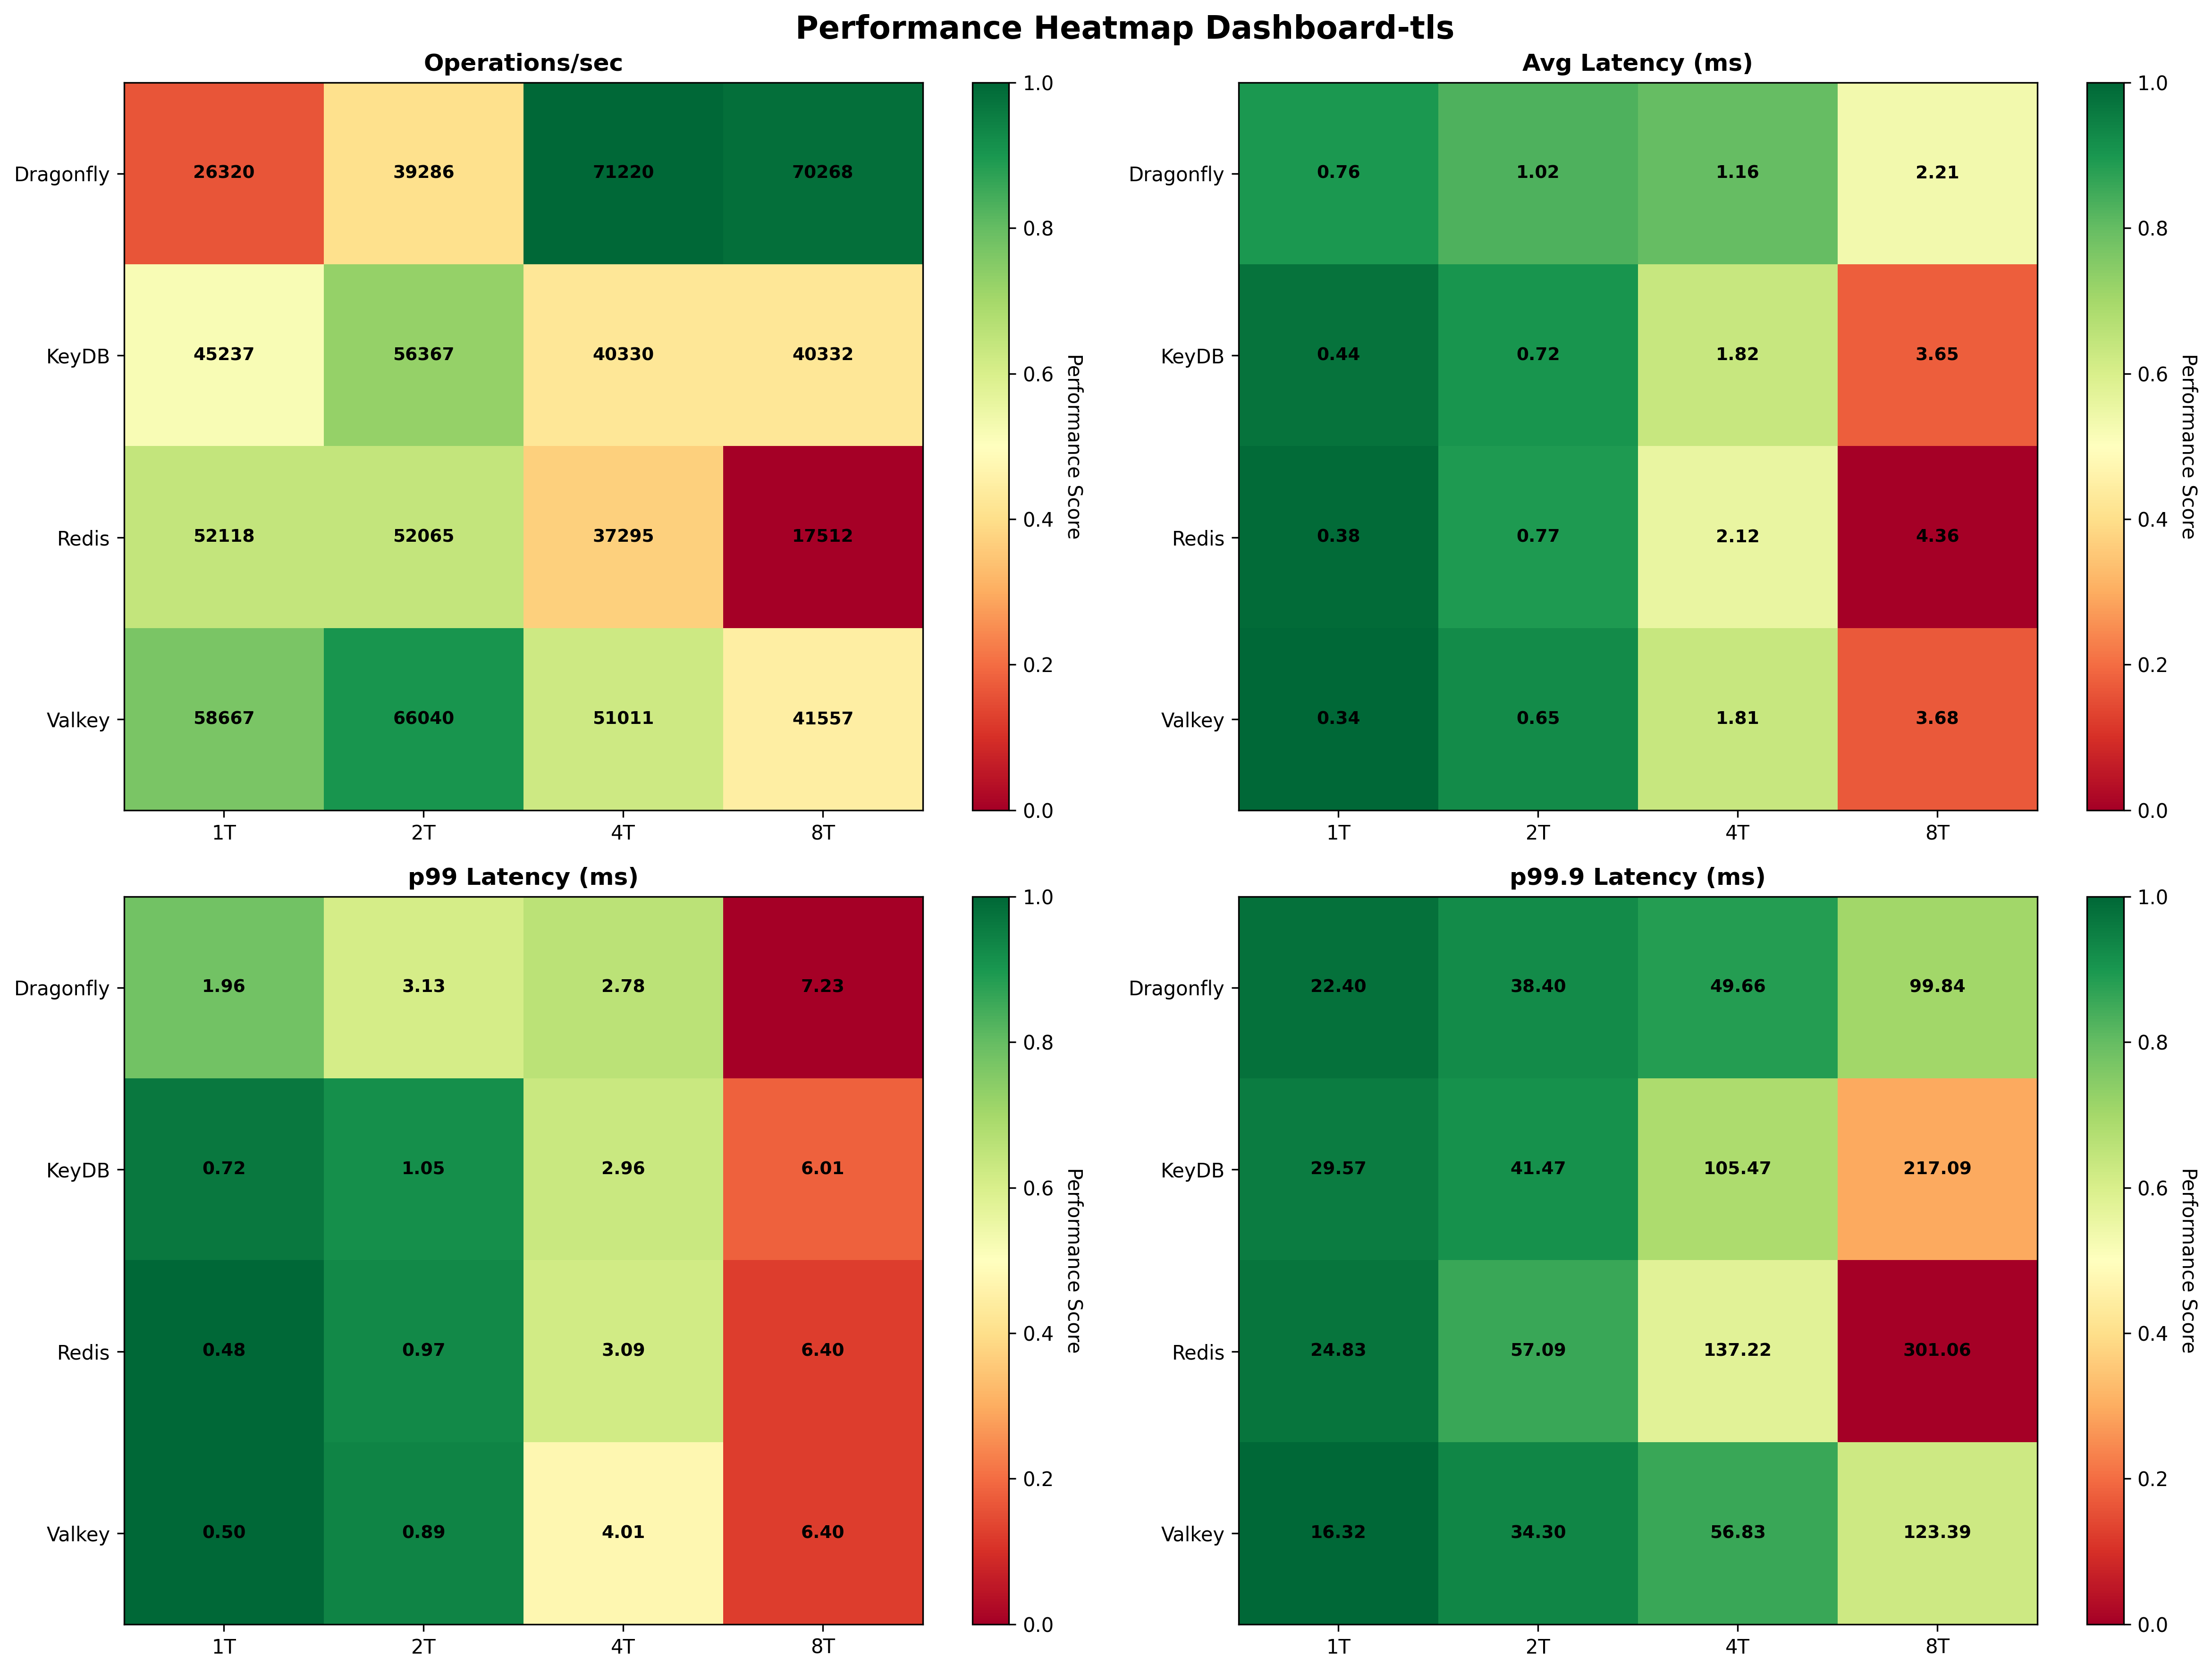 Performance Heatmap Dashboard-tls
Operations/sec
Dragonfly 26320 39286 71220 70268
KeyDB 45237 56367 40330 40332
Redis 52118 52065 37295 17512
Valkey 58667 66040 51011 41557
1T 2T 4T 8T
1.0
0.8
0.6
0.4
0.2
0.0
Performance Score
Avg Latency (ms)
Dragonfly 0.76 1.02 1.16 2.21
KeyDB 0.44 0.72 1.82 3.65
Redis 0.38 0.77 2.12 4.36
Valkey 0.34 0.65 1.81 3.68
1T 2T 4T 8T
1.0
0.8
0.6
0.4
0.2
0.0
Performance Score
p99 Latency (ms)
Dragonfly 1.96 3.13 2.78 7.23
KeyDB 0.72 1.05 2.96 6.01
Redis 0.48 0.97 3.09 6.40
Valkey 0.50 0.89 4.01 6.40
1T 2T 4T 8T
1.0
0.8
0.6
0.4
0.2
0.0
Performance Score
p99.9 Latency (ms)
Dragonfly 22.40 38.40 49.66 99.84
KeyDB 29.57 41.47 105.47 217.09
Redis 24.83 57.09 137.22 301.06
Valkey 16.32 34.30 56.83 123.39
1T 2T 4T 8T
1.0
0.8
0.6
0.4
0.2
0.0
Performance Score